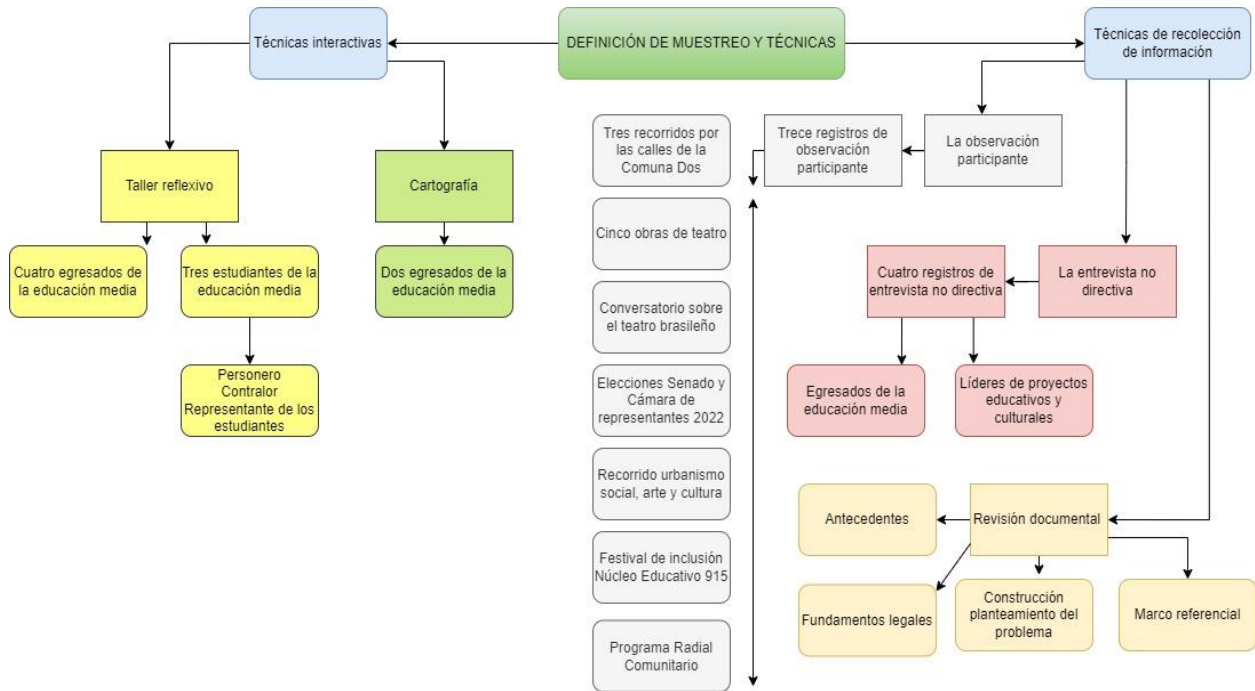 Técnicas interactivas
DEFINICIÓN DE MUESTREO Y TÉCNICAS
Técnicas de recolección
de información
Tres recorridos por
las calles de la
Comuna Dos
Trece registros de
observación
participante
La observación
participante
Taller reflexivo
Cartografía
Cinco obras de teatro
Cuatro egresados de
la educación media
Tres estudiantes de la
educación media
Dos egresados de la
educación media
Cuatro registros de
entrevista no directiva
La entrevista no
directiva
Conversatorio sobre
el teatro brasileño
Personero
Contralor
Representante de los
estudiantes
Elecciones Senado y
Cámara de
representantes 2022
Egresados de la
educación media
Líderes de proyectos
educativos y
culturales
Recorrido urbanismo
social, arte y cultura
Antecedentes
Revisión documental
Festival de inclusión
Núcleo Educativo 915
Fundamentos legales
Construcción
planteamiento del
problema
Marco referencial
Programa Radial
Comunitario